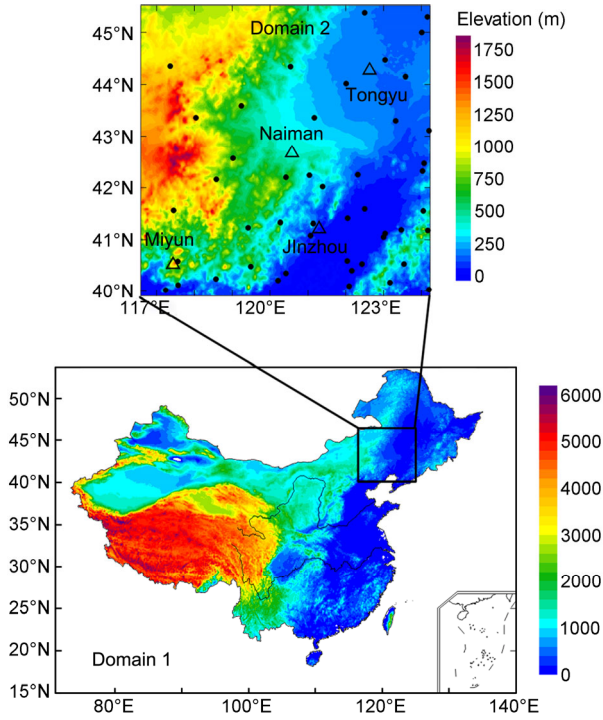 Elevation (m)
45°N
44°N
43°N
42°N
41°N
40°N
117°E
120°E
123°E
Domain 2
Tongyu
Naiman
Miyun
JInzhou
1750
1500
1250
1000
750
500
250
0
50°N
45°N
40°N
35°N
30°N
25°N
20°N
15°N
80°E
100°E
120°E
140°E
Domain 1
6000
5000
4000
3000
2000
1000
0